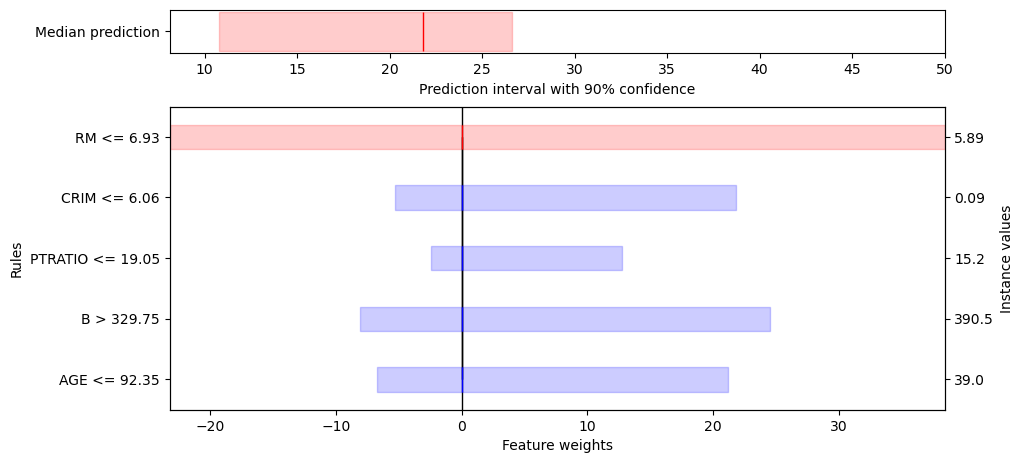 Median prediction
10 15 20 25 30 35 40 45 50
Prediction interval with 90% confidence
Rules
RM <= 6.93 5.89
CRIM <= 6.06 0.09
PTRATIO <= 19.05 15.2
B > 329.75 390.5
AGE <= 92.35 39.0
Instance values
−20 −10 0 10 20 30
Feature weights